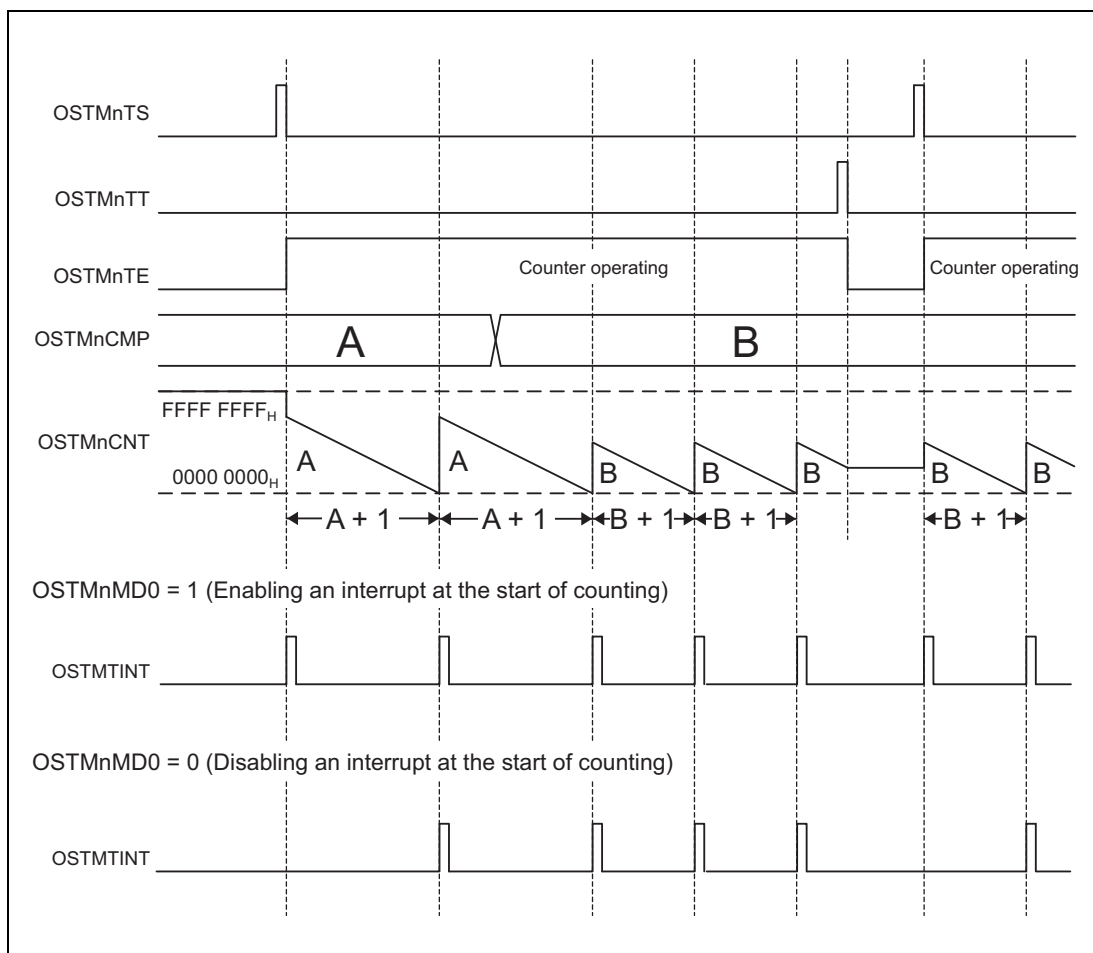 OSTMnTS
OSTMnTT
OSTMnTE
Counter operating
Counter operating
OSTMnCMP
A
B
FFFF FFFFH
OSTMnCNT
A
A
B
B
B
B
B
0000 0000H
A + 1
A + 1
B + 1
B + 1
B + 1
OSTMnMD0 = 1 (Enabling an interrupt at the start of counting)
OSTMTINT
OSTMnMD0 = 0 (Disabling an interrupt at the start of counting)
OSTMTINT